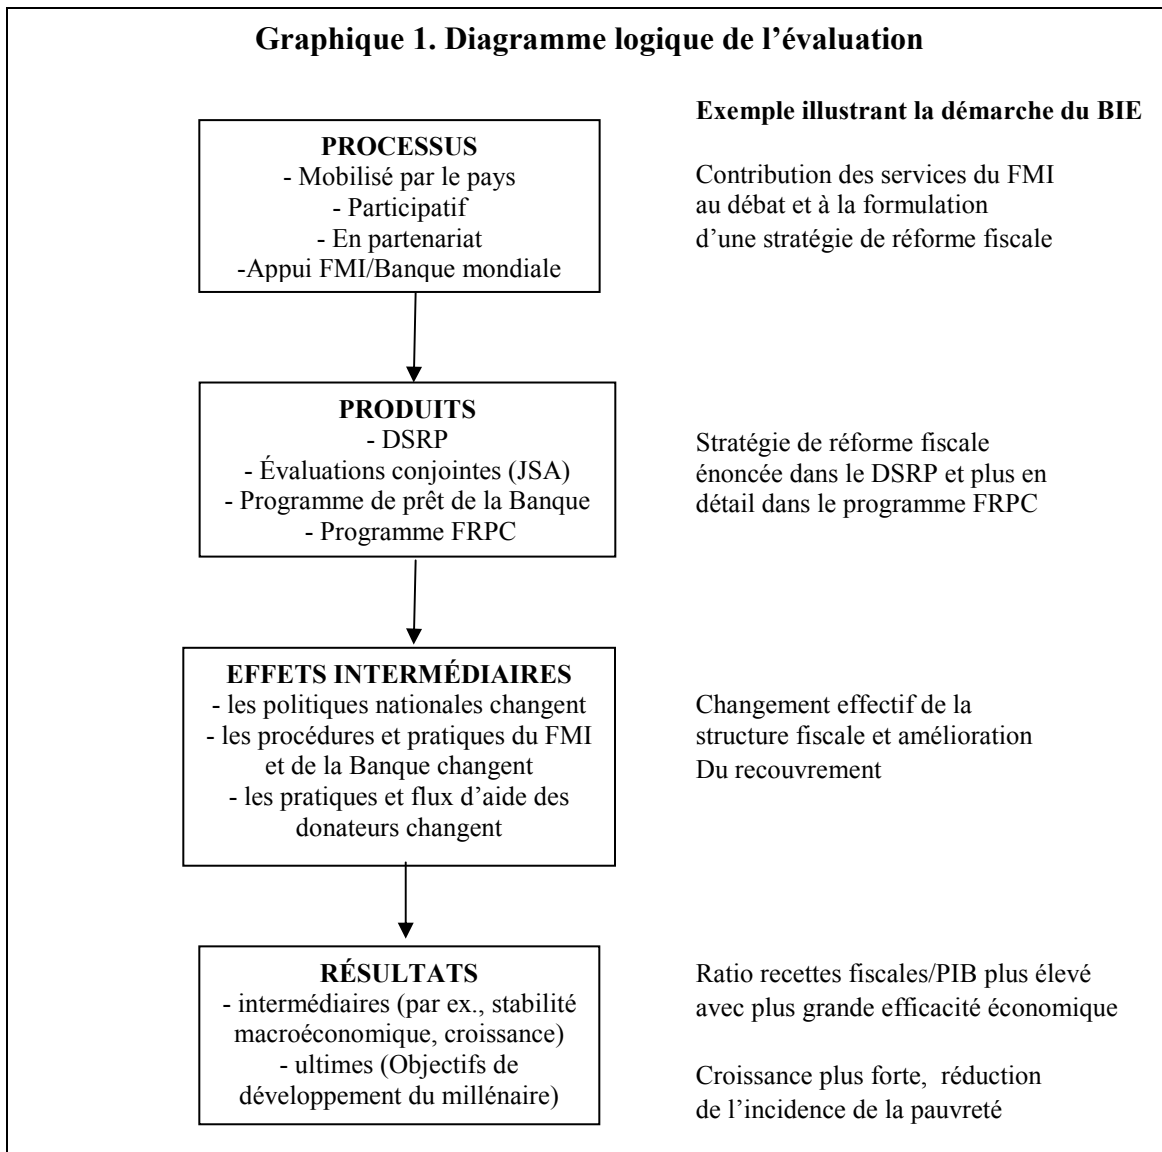 Graphique 1. Diagramme logique de l’évaluation
Exemple illustrant la démarche du BIE
PROCESSUS
- Mobilisé par le pays
- Participatif
- En partenariat
-Appui FMI/Banque mondiale
Contribution des services du FMI
au débat et à la formulation
d’une stratégie de réforme fiscale
PRODUITS
- DSRP
- Évaluations conjointes (JSA)
- Programme de prêt de la Banque
- Programme FRPC
Stratégie de réforme fiscale
énoncée dans le DSRP et plus en
détail dans le programme FRPC
EFFETS INTERMÉDIAIRES
- les politiques nationales changent
- les procédures et pratiques du FMI
et de la Banque changent
- les pratiques et flux d’aide des
donateurs changent
Changement effectif de la
structure fiscale et amélioration
Du recouvrement
RÉSULTATS
- intermédiaires (par ex., stabilité
macroéconomique, croissance)
- ultimes (Objectifs de
développement du millénaire)
Ratio recettes fiscales/PIB plus élevé
avec plus grande efficacité économique
Croissance plus forte, réduction
de l’incidence de la pauvreté